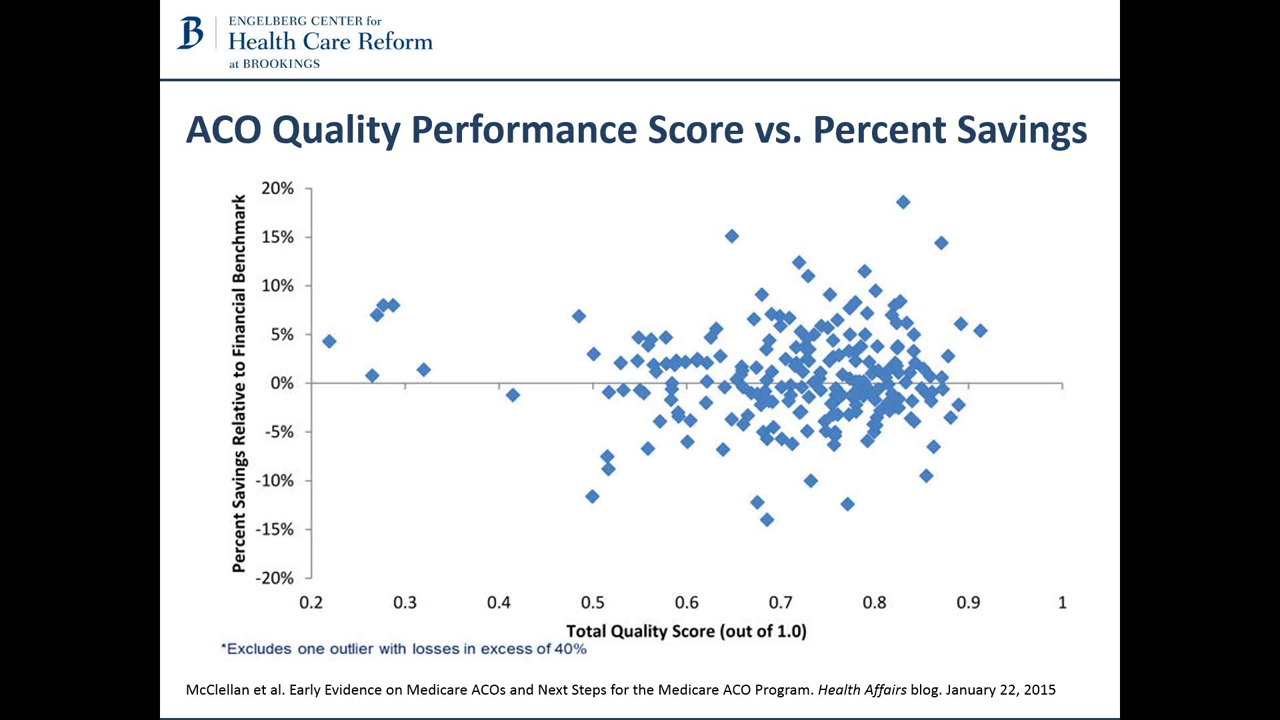 B
ENGELBERG CENTER for
Health Care Reform
at BROOKINGS
ACO Quality Performance Score vs. Percent Savings
Percent Savings Relative to Financial Benchmark
20%
15%
10%
5%
0%
-5%
-10%
-15%
-20%
0.2 0.3 0.4 0.5 0.6 0.7 0.8 0.9 1
Total Quality Score (out of 1.0)
*Excludes one outlier with losses in excess of 40%
McClellan et al. Early Evidence on Medicare ACOs and Next Steps for the Medicare ACO Program. Health Affairs blog. January 22, 2015